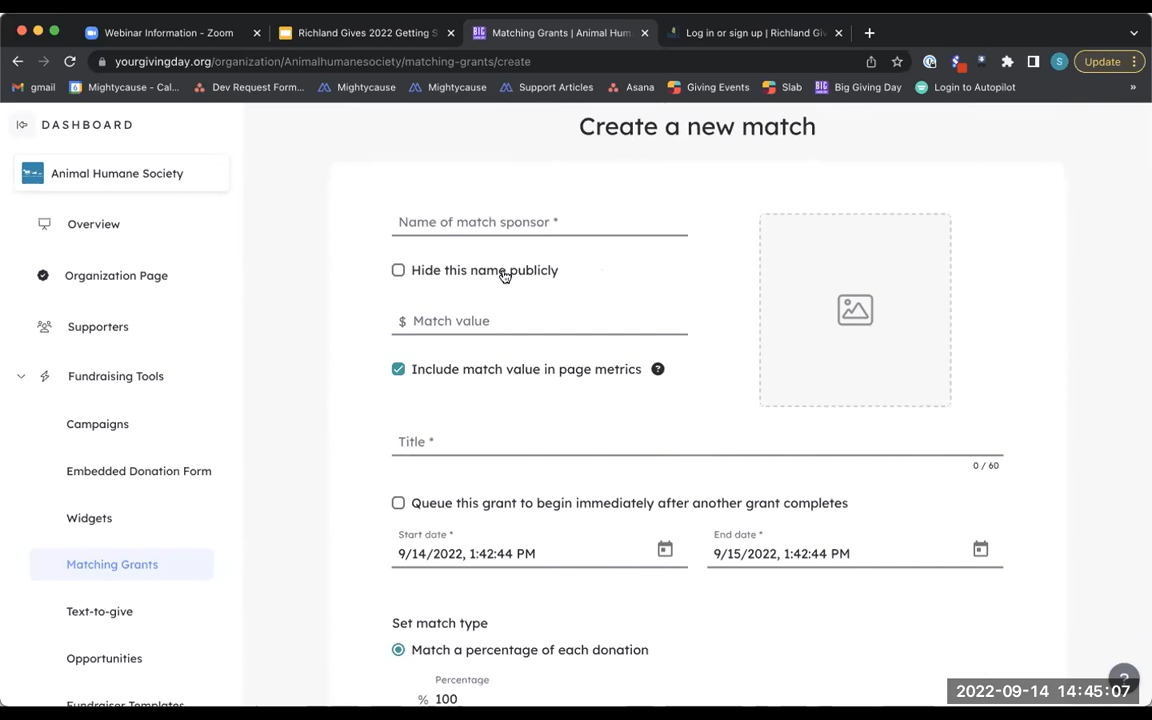 Webinar Information - Zoom
Richland Gives 2022 Getting S
BIG
Matching Grants | Animal Hum
Log in or sign up | Richland Giv
yourgivingday.org/organization/Animalhumanesociety/matching-grants/create
S
Update
gmail
Mightycause - Cal...
Dev Request Form...
Mightycause
Mightycause
Support Articles
Asana
Giving Events
Slab
BIG
Big Giving Day
Login to Autopilot
»
DASHBOARD
Animal Humane Society
Overview
Organization Page
Supporters
Fundraising Tools
Campaigns
Embedded Donation Form
Widgets
Matching Grants
Text-to-give
Opportunities
Fundraiser Templates
Create a new match
Name of match sponsor *
Hide this name publicly
$ Match value
Include match value in page metrics ?
Title *
0 / 60
Queue this grant to begin immediately after another grant completes
Start date *
9/14/2022, 1:42:44 PM
End date *
9/15/2022, 1:42:44 PM
Set match type
Match a percentage of each donation
Percentage
% 100
?
2022-09-14 14:45:07